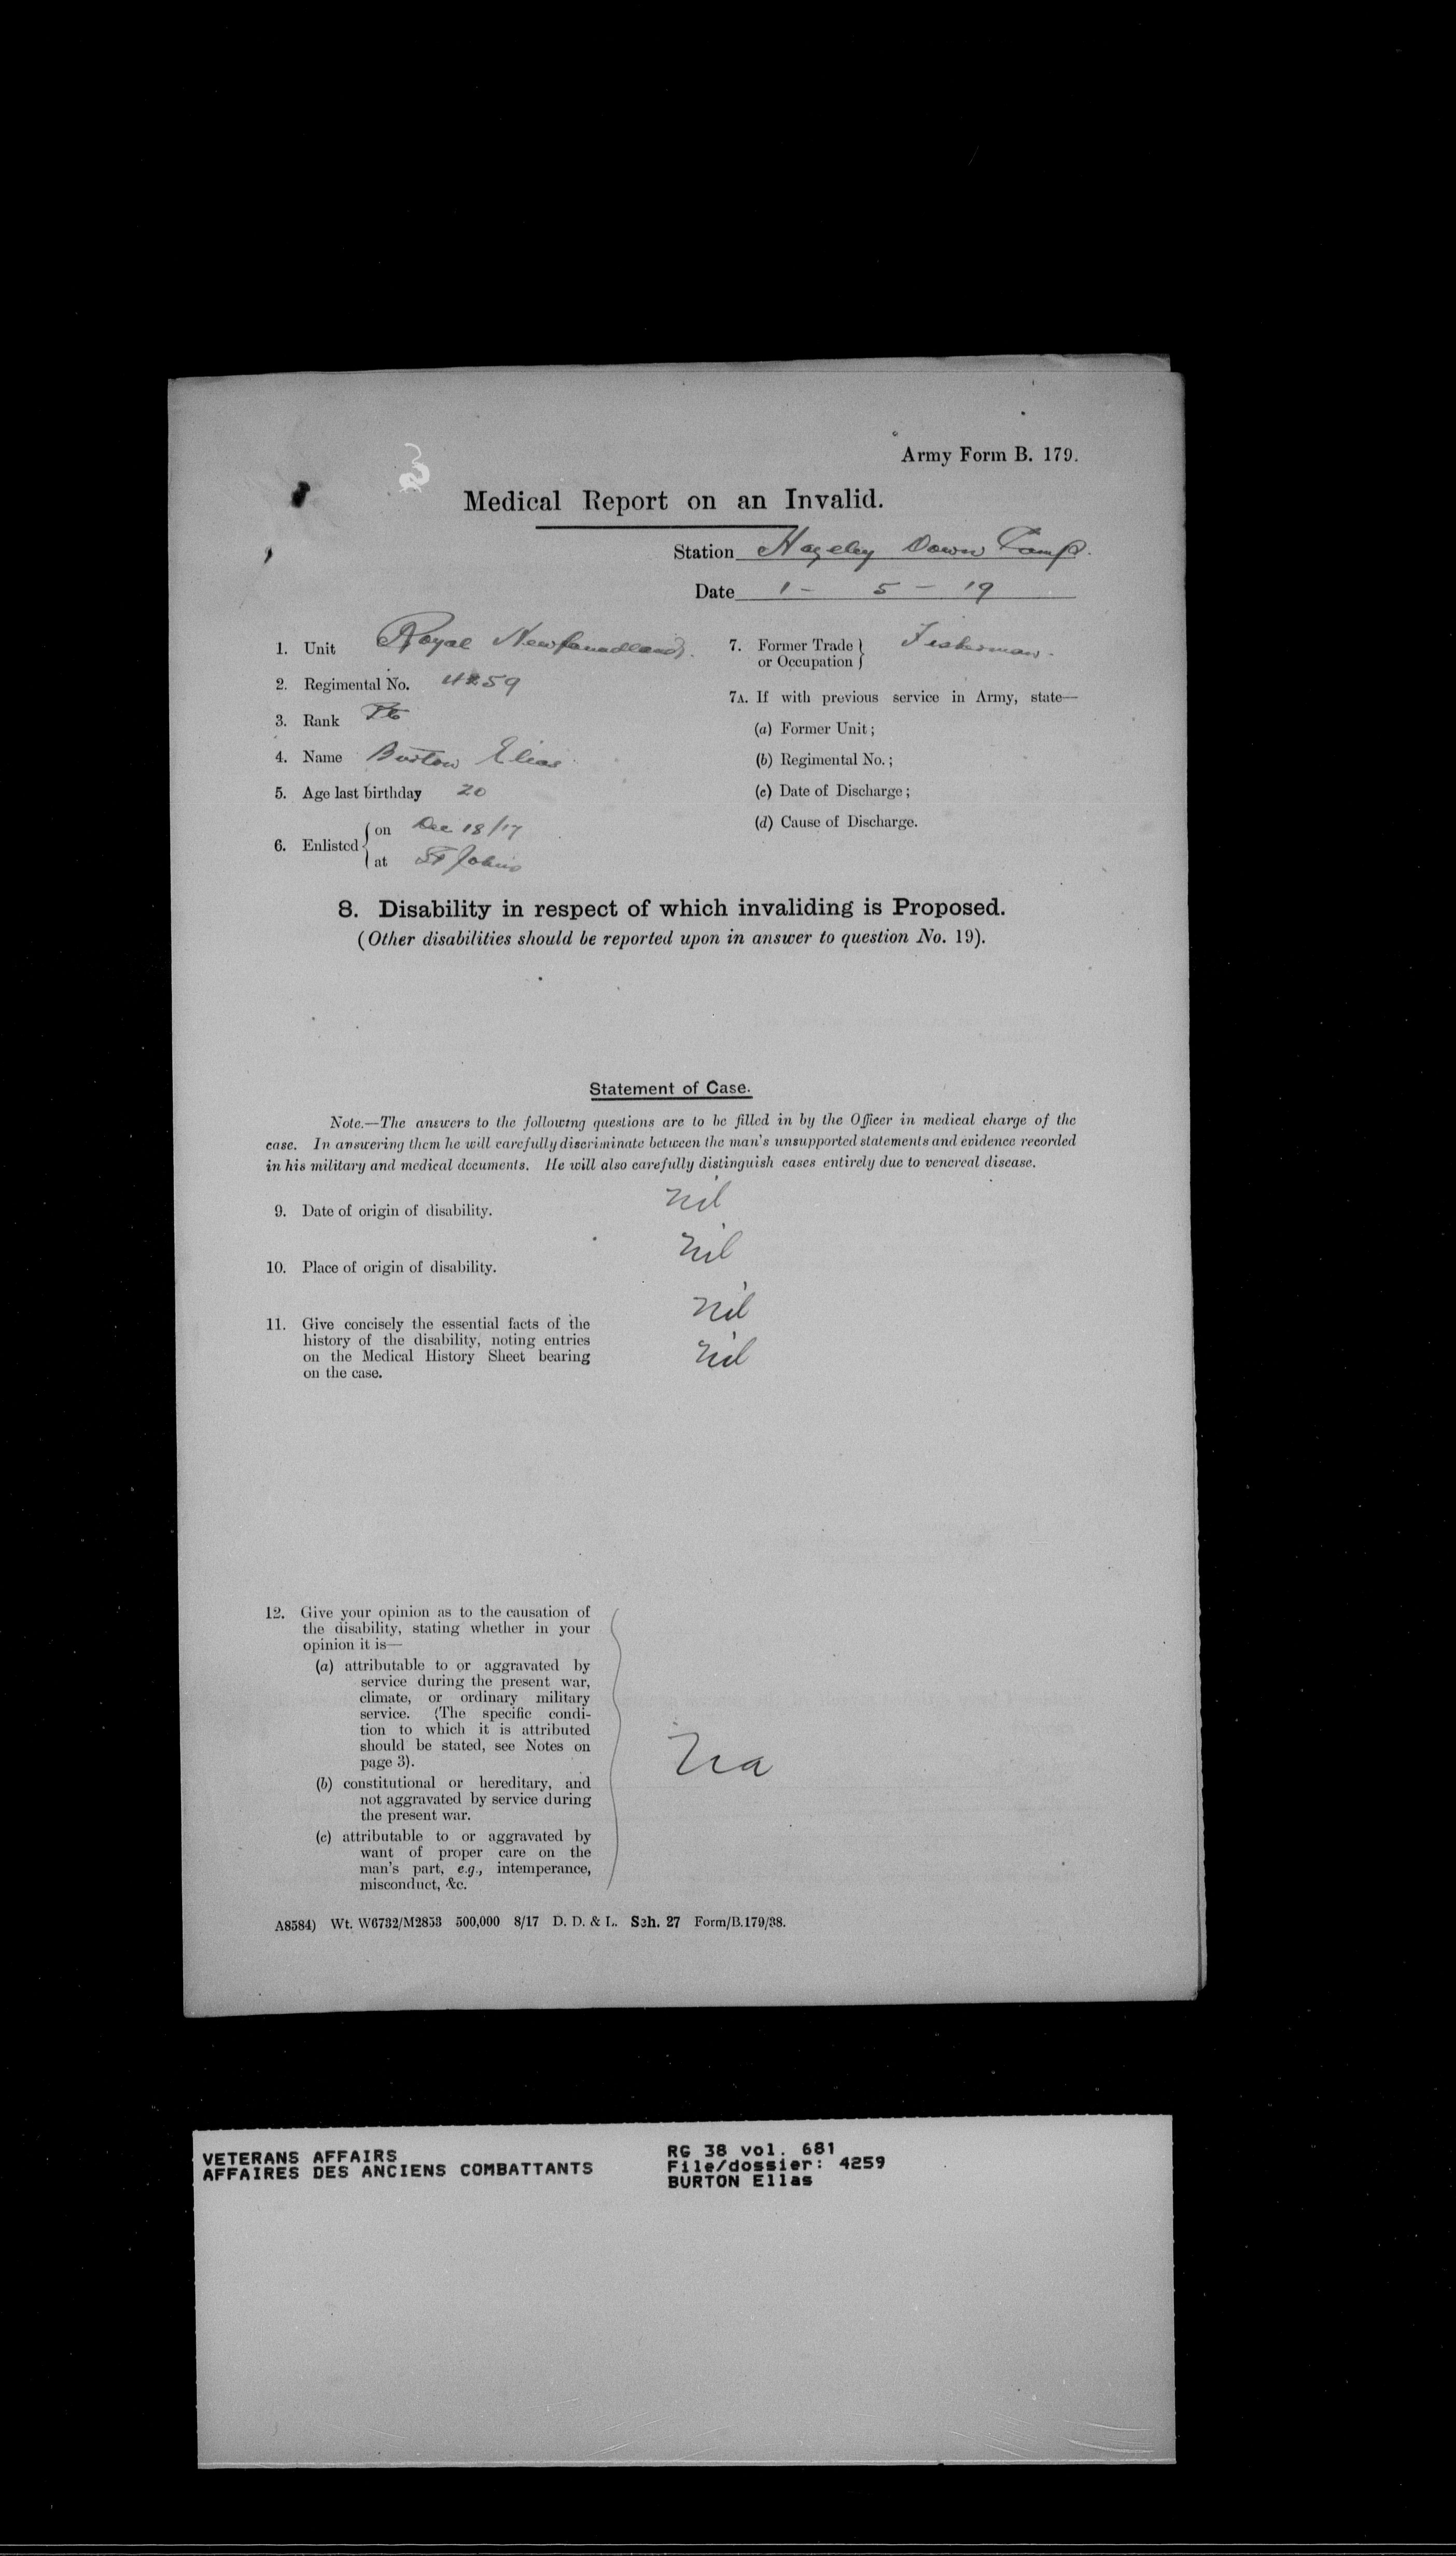 Army Form B. 179.
Medical Report on an Invalid.
Station Hazeley Down Camp.
Date 1 - 5 - 19
1. Unit Royal Newfoundland.
2. Regimental No. 4259
3. Rank Pte
4. Name Burton Elias
5. Age last birthday 20
6. Enlisted { on Dec 18/17
at St Johns
7. Former Trade } Fisherman.
or Occupation }
7A. If with previous service in Army, state—
(a) Former Unit;
(b) Regimental No.;
(c) Date of Discharge;
(d) Cause of Discharge.
8. Disability in respect of which invaliding is Proposed.
(Other disabilities should be reported upon in answer to question No. 19).
Statement of Case.
Note.—The answers to the following questions are to be filled in by the Officer in medical charge of the
case. In answering them he will carefully discriminate between the man's unsupported statements and evidence recorded
in his military and medical documents. He will also carefully distinguish cases entirely due to venereal disease.
9. Date of origin of disability. nil
10. Place of origin of disability. nil
11. Give concisely the essential facts of the nil
history of the disability, noting entries
on the Medical History Sheet bearing nil
on the case.
12. Give your opinion as to the causation of
the disability, stating whether in your
opinion it is—
(a) attributable to or aggravated by
service during the present war,
climate, or ordinary military
service. (The specific condi-
tion to which it is attributed
should be stated, see Notes on
page 3).
na
(b) constitutional or hereditary, and
not aggravated by service during
the present war.
(c) attributable to or aggravated by
want of proper care on the
man's part, e.g., intemperance,
misconduct, &c.
A8584) Wt. W6732/M2853 500,000 8/17 D. D. & L. Sch. 27 Form/B.179/38.
VETERANS AFFAIRS
AFFAIRES DES ANCIENS COMBATTANTS
RG 38 vol. 681
File/dossier: 4259
BURTON Elias